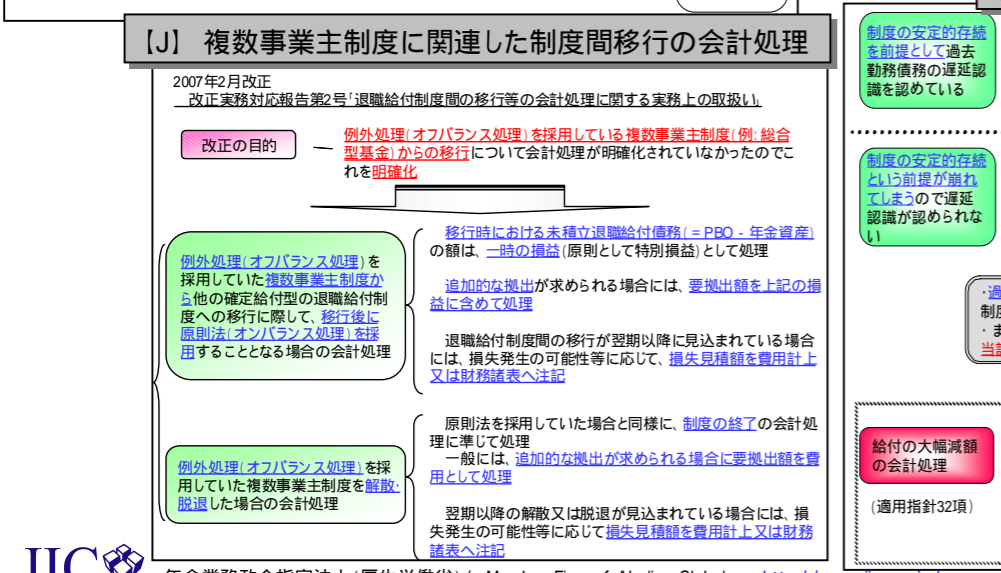 【J】 複数事業主制度に関連した制度間移行の会計処理
2007年2月改正
改正実務対応報告第2号「退職給付制度間の移行等の会計処理に関する実務上の取扱い」
改正の目的
例外処理(オフバランス処理)を採用している複数事業主制度(例:総合
型基金)からの移行について会計処理が明確化されていなかったのでこ
れを明確化
例外処理(オフバランス処理)を
採用していた複数事業主制度か
ら他の確定給付型の退職給付制
度への移行に際して、移行後に
原則法(オンバランス処理)を採
用することとなる場合の会計処理
移行時における未積立退職給付債務(=PBO - 年金資産)
の額は、一時の損益(原則として特別損益)として処理
追加的な拠出が求められる場合には、要拠出額を上記の損
益に含めて処理
退職給付制度間の移行が翌期以降に見込まれている場合
には、損失発生の可能性等に応じて、損失見積額を費用計上
又は財務諸表へ注記
例外処理(オフバランス処理)を採
用していた複数事業主制度を解散・
脱退した場合の会計処理
原則法を採用していた場合と同様に、制度の終了の会計処
理に準じて処理
一般には、追加的な拠出が求められる場合に要拠出額を費
用として処理
翌期以降の解散又は脱退が見込まれている場合には、損
失発生の可能性等に応じて損失見積額を費用計上又は財務
諸表へ注記
制度の安定的存続
を前提として過去
勤務債務の遅延認
識を認めている
制度の安定的存続
という前提が崩れ
てしまうので遅延
認識が認められな
い
・過
制度
・ま
給付の大幅減額
の会計処理
(適用指針32項)
IIC